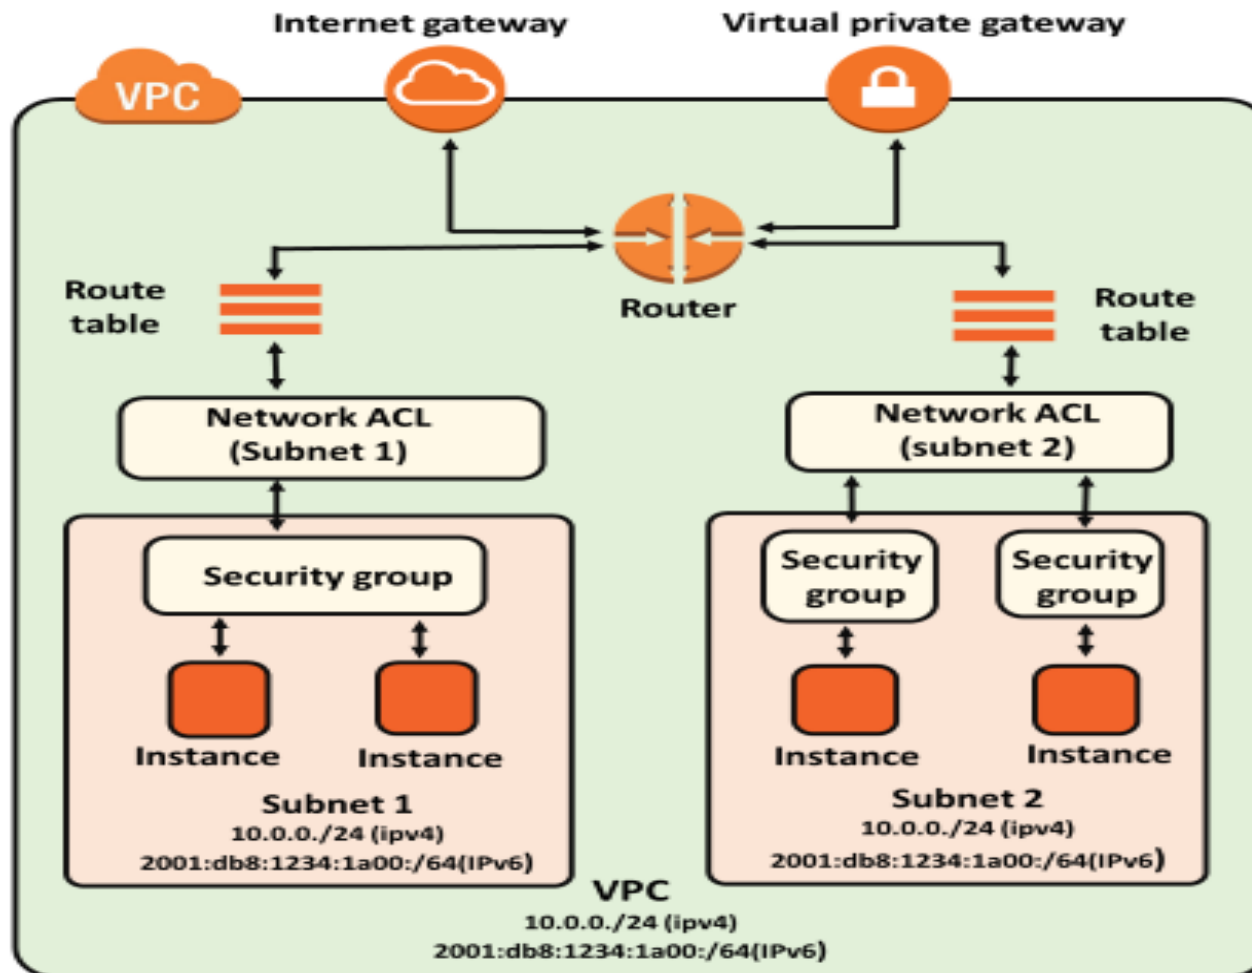 Internet gateway
Virtual private gateway
VPC
Route
table
Router
Route
table
Network ACL
(Subnet 1)
Network ACL
(subnet 2)
Security group
Security
group
Security
group
Instance
Instance
Instance
Instance
Subnet 1
10.0.0./24 (ipv4)
2001:db8:1234:1a00:/64(IPv6)
Subnet 2
10.0.0./24 (ipv4)
2001:db8:1234:1a00:/64(IPv6)
VPC
10.0.0./24 (ipv4)
2001:db8:1234:1a00:/64(IPv6)